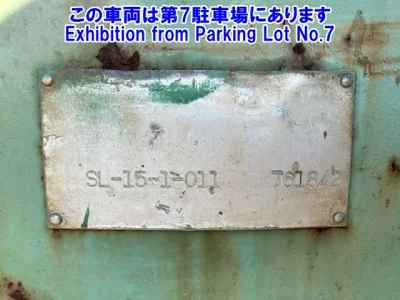 この車両は第7駐車場にあります
Exhibition from Parking Lot No.7
SL-15-1-011 761842